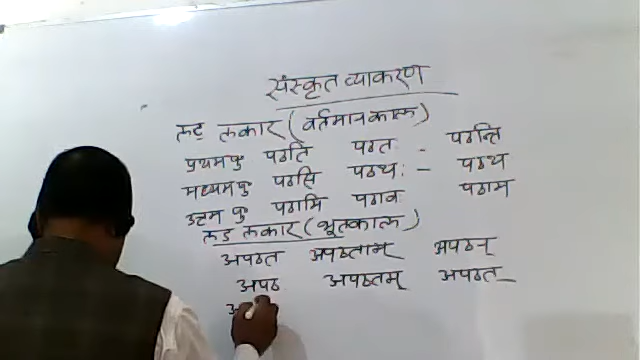 संस्कृत व्याकरण
लट् लकार (वर्तमानकाल)
प्रथमपु पठति पठतः - पठन्ति
मध्यमपु पठसि पठथः - पठथ
उत्तम पु पठामि पठावः पठाम
लङ लकार (भूतकाल)
अपठत अपठताम् अपठन्
अपठ अपठतम् अपठत